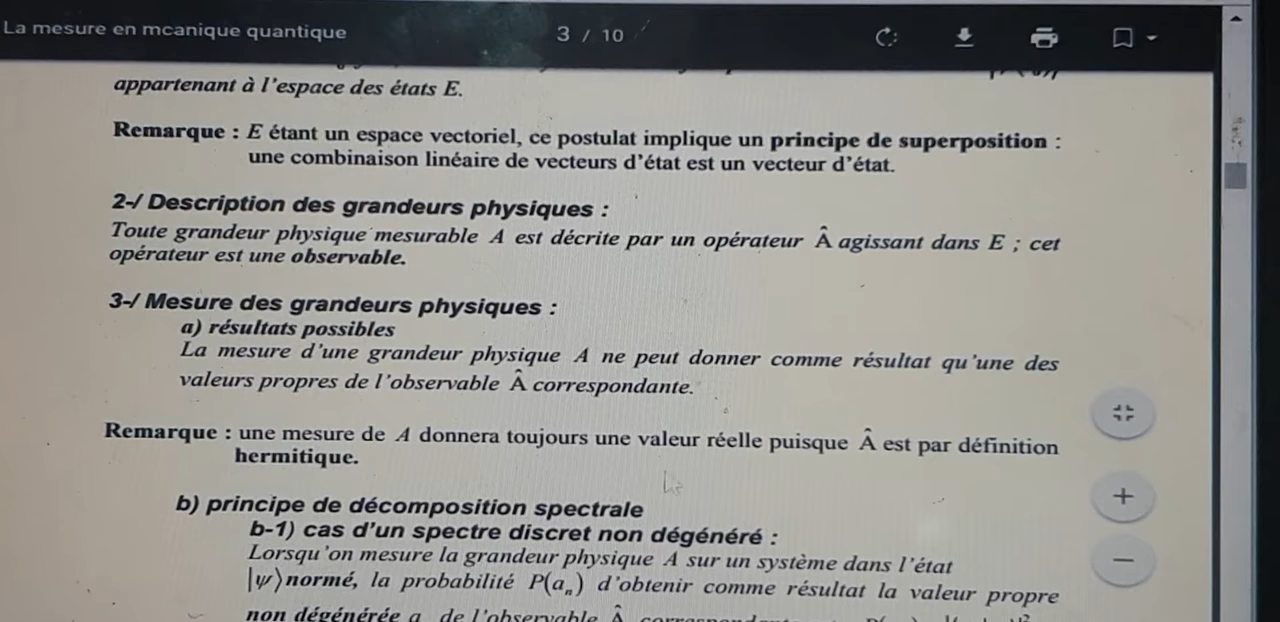 La mesure en mcanique quantique 3 / 10
appartenant à l'espace des états E.
Remarque : E étant un espace vectoriel, ce postulat implique un principe de superposition :
une combinaison linéaire de vecteurs d'état est un vecteur d'état.
2-/ Description des grandeurs physiques :
Toute grandeur physique mesurable A est décrite par un opérateur Â agissant dans E ; cet
opérateur est une observable.
3-/ Mesure des grandeurs physiques :
a) résultats possibles
La mesure d'une grandeur physique A ne peut donner comme résultat qu'une des
valeurs propres de l'observable Â correspondante.
Remarque : une mesure de A donnera toujours une valeur réelle puisque Â est par définition
hermitique.
b) principe de décomposition spectrale
b-1) cas d'un spectre discret non dégénéré :
Lorsqu'on mesure la grandeur physique A sur un système dans l'état
|ψ⟩ normé, la probabilité P(aₙ) d'obtenir comme résultat la valeur propre
non dégénérée a de l'observable Â